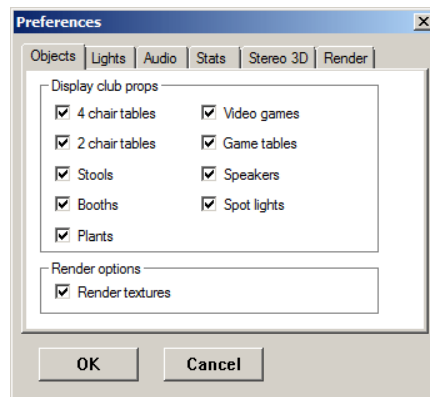 Preferences
Objects Lights Audio Stats Stereo 3D Render
Display club props
4 chair tables Video games
2 chair tables Game tables
Stools Speakers
Booths Spot lights
Plants
Render options
Render textures
OK Cancel